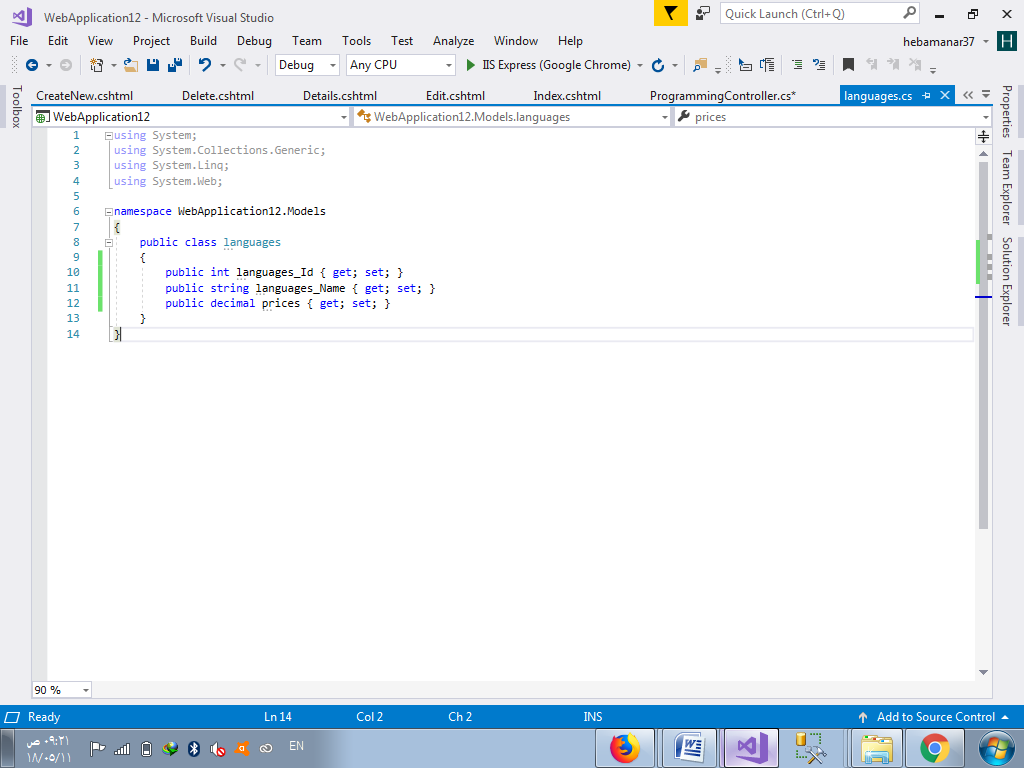 WebApplication12 - Microsoft Visual Studio
Quick Launch (Ctrl+Q)
File Edit View Project Build Debug Team Tools Test Analyze Window Help
hebamanar37
H
Debug
Any CPU
IIS Express (Google Chrome)
Toolbox
CreateNew.cshtml Delete.cshtml Details.cshtml Edit.cshtml Index.cshtml ProgrammingController.cs* languages.cs
WebApplication12
WebApplication12.Models.languages
prices
1 using System;
2 using System.Collections.Generic;
3 using System.Linq;
4 using System.Web;
5
6 namespace WebApplication12.Models
7 {
8 public class languages
9 {
10 public int languages_Id { get; set; }
11 public string languages_Name { get; set; }
12 public decimal prices { get; set; }
13 }
14 }
Properties
Team Explorer
Solution Explorer
90 %
Ready
Ln 14
Col 2
Ch 2
INS
Add to Source Control
٠٩:٢١ ص
١٨/٠٥/١١
EN